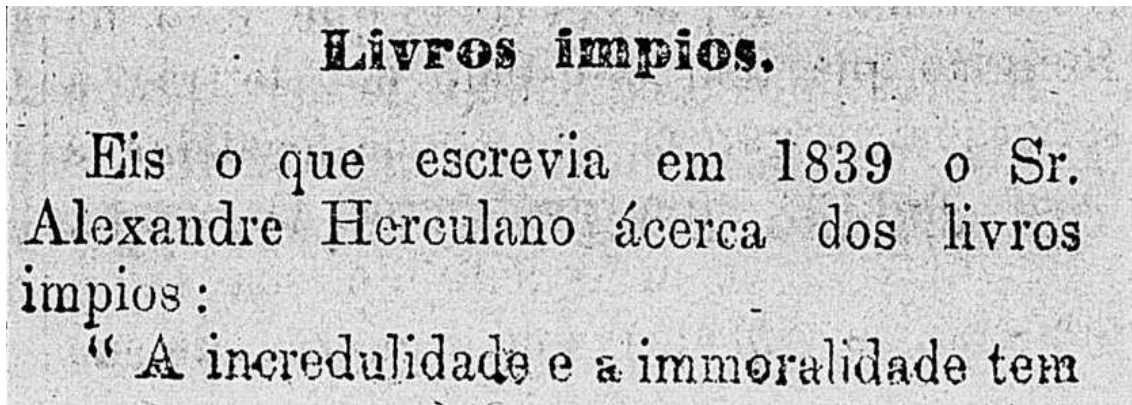 Livros impios.
Eis o que escrevia em 1839 o Sr.
Alexandre Herculano ácerca dos livros
impios :
“ A incredulidade e a immoralidade tem